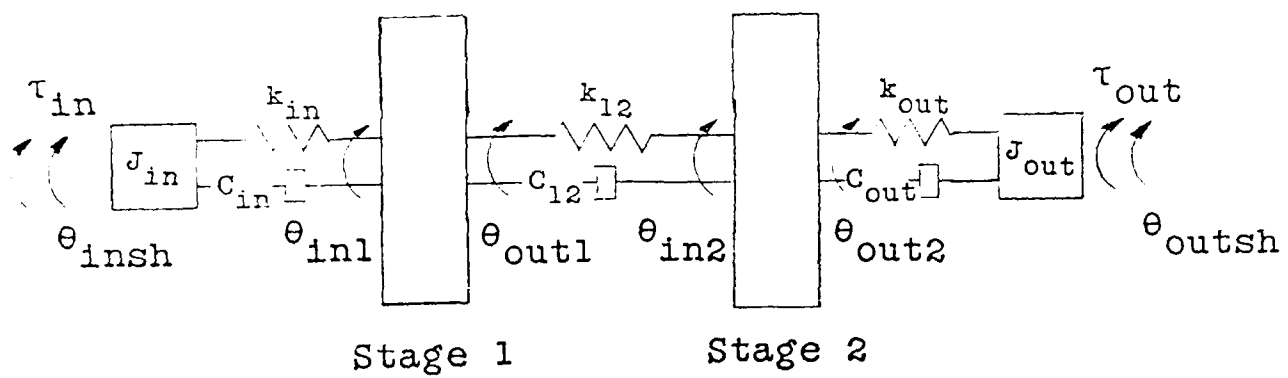 τin
kin
k12
kout
τout
Jin
Cin
C12
Cout
Jout
θinsh
θin1
θout1
θin2
θout2
θoutsh
Stage 1
Stage 2